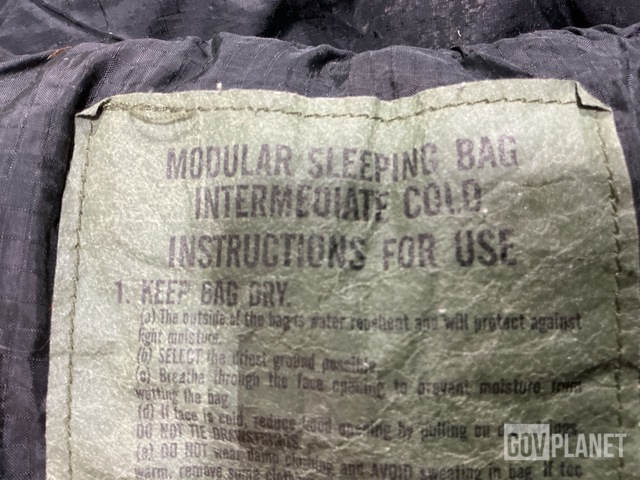 MODULAR SLEEPING BAG
INTERMEDIATE COLD
INSTRUCTIONS FOR USE
1. KEEP BAG DRY.
(a) The outside of the bag is water repellent and will protect against
light moisture.
(b) SELECT the driest ground possible.
(c) Breathe through the face opening to prevent moisture from
wetting the bag.
(d) If face is cold, reduce hood opening by pulling on
DO NOT TIE DRAWSTRINGS.
(e) DO NOT wear damp clothing and AVOID sweating in bag. If too
warm, remove some
GOVPLANET